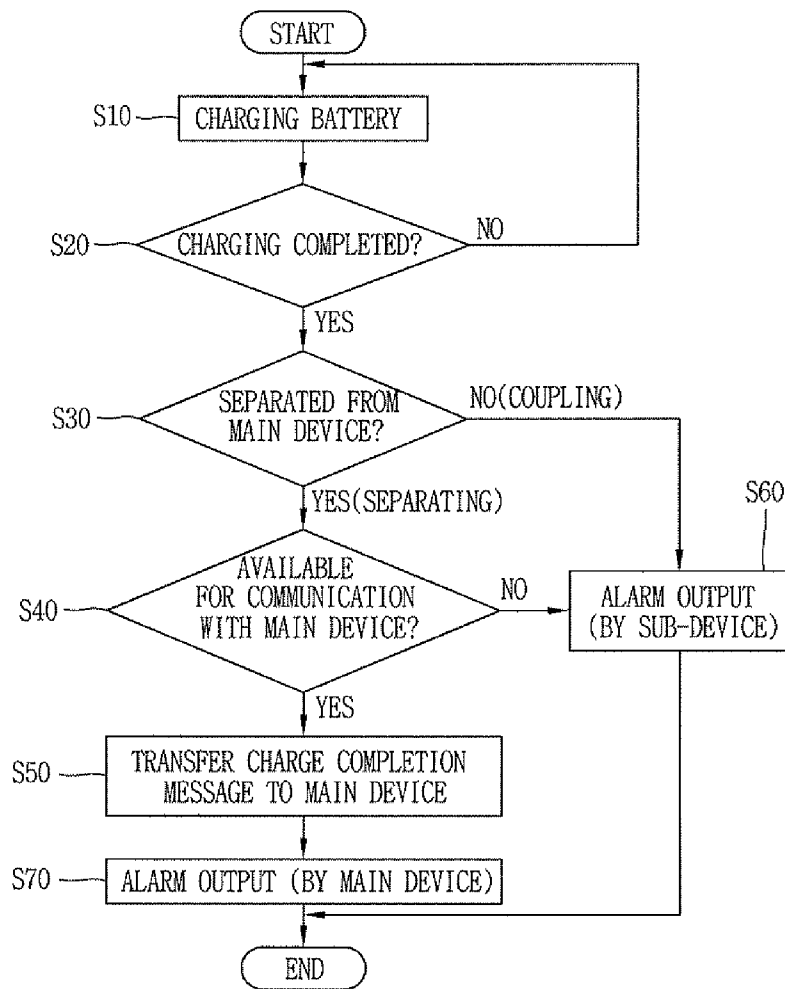 START
S10
CHARGING BATTERY
S20
CHARGING COMPLETED?
NO
YES
S30
SEPARATED FROM
MAIN DEVICE?
NO(COUPLING)
YES(SEPARATING)
S60
S40
AVAILABLE
FOR COMMUNICATION
WITH MAIN DEVICE?
NO
ALARM OUTPUT
(BY SUB-DEVICE)
YES
S50
TRANSFER CHARGE COMPLETION
MESSAGE TO MAIN DEVICE
S70
ALARM OUTPUT (BY MAIN DEVICE)
END